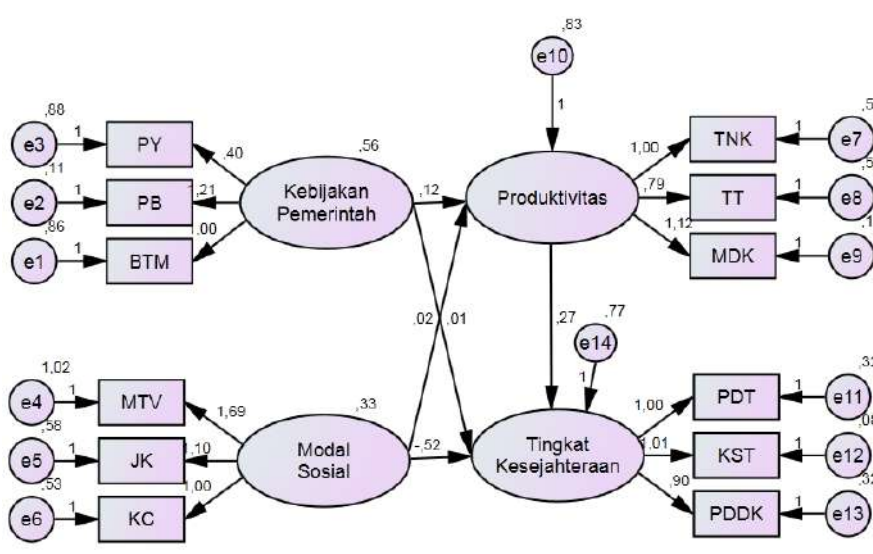 ,83
e10
1
,88
e3
1
PY
,40
,11
e2
1
PB
1,21
,86
e1
1
BTM
1,00
,56
Kebijakan
Pemerintah
,12
Produktivitas
1,00
TNK
1
e7
,79
TT
1
e8
1,12
MDK
1
e9
,02
,01
,27
,77
e14
1
1,02
e4
1
MTV
1,69
,58
e5
1
JK
1,10
,53
e6
1
KC
1,00
,33
Modal
Sosial
-,52
Tingkat
Kesejahteraan
1,00
PDT
1
e11
1,01
KST
1
,08
e12
,90
PDDK
1
e13